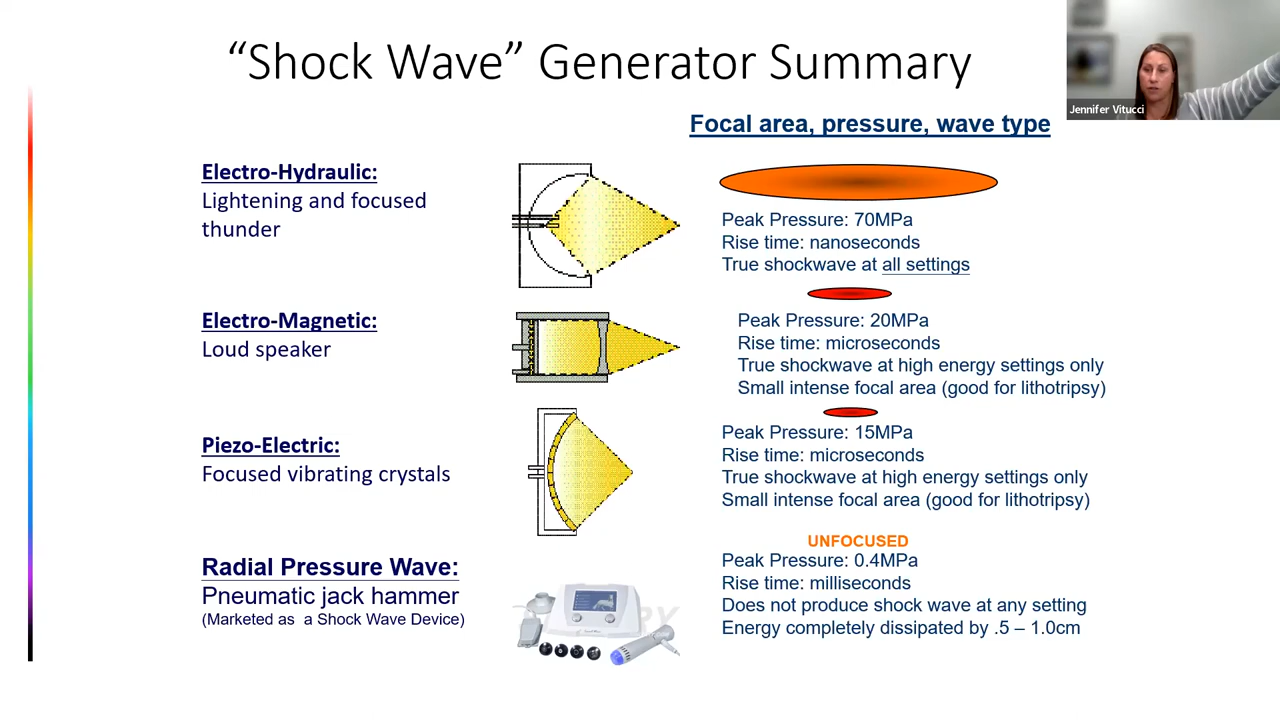 “Shock Wave” Generator Summary
Jennifer Vitucci
Focal area, pressure, wave type
Electro-Hydraulic:
Lightening and focused
thunder
Peak Pressure: 70MPa
Rise time: nanoseconds
True shockwave at all settings
Electro-Magnetic:
Loud speaker
Peak Pressure: 20MPa
Rise time: microseconds
True shockwave at high energy settings only
Small intense focal area (good for lithotripsy)
Piezo-Electric:
Focused vibrating crystals
Peak Pressure: 15MPa
Rise time: microseconds
True shockwave at high energy settings only
Small intense focal area (good for lithotripsy)
Radial Pressure Wave:
Pneumatic jack hammer
(Marketed as a Shock Wave Device)
UNFOCUSED
Peak Pressure: 0.4MPa
Rise time: milliseconds
Does not produce shock wave at any setting
Energy completely dissipated by .5 – 1.0cm